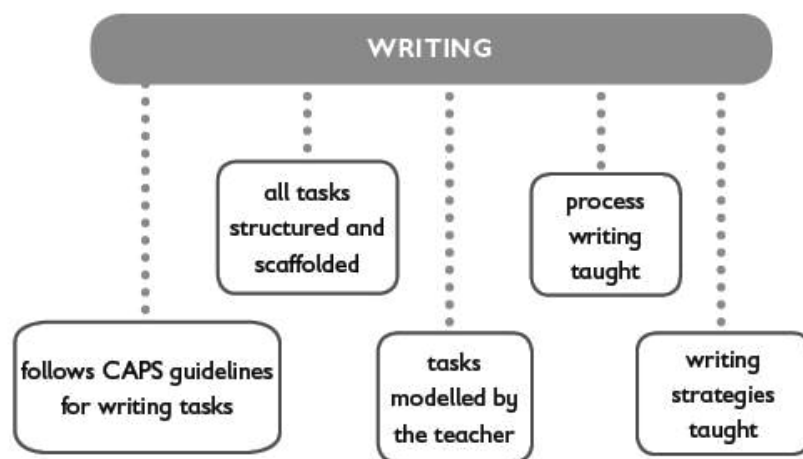 WRITING
all tasks
structured and
scaffolded
process
writing
taught
follows CAPS guidelines
for writing tasks
tasks
modelled by
the teacher
writing
strategies
taught